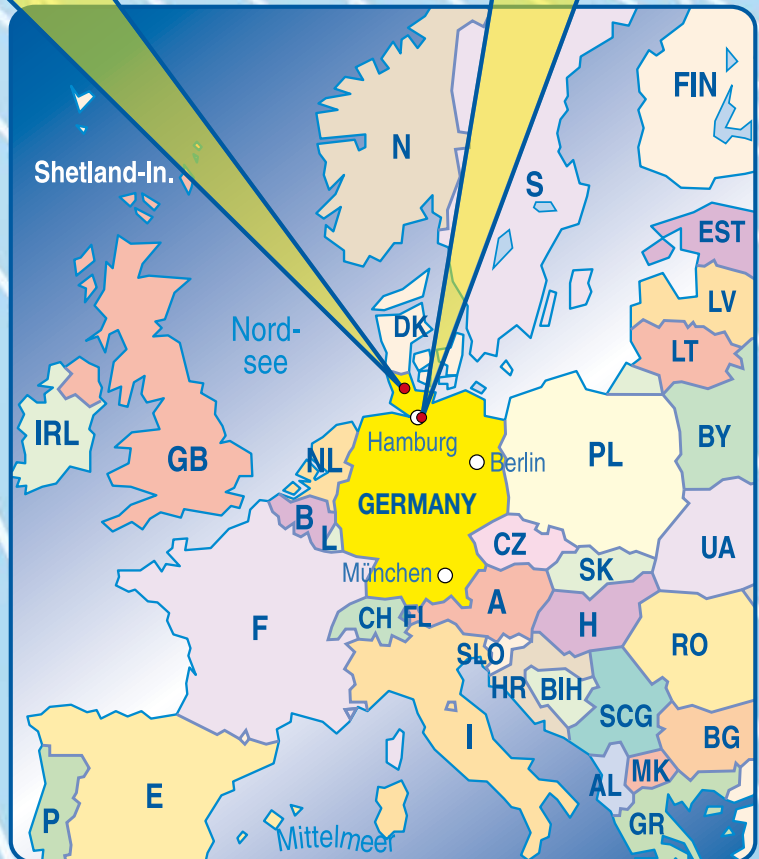 FIN
N
Shetland-In.
S
EST
LV
DK
Nord-
see
LT
IRL
BY
GB
Hamburg
NL
Berlin
PL
GERMANY
B
L
CZ
UA
SK
München
A
CH
FL
H
F
RO
SLO
HR
BIH
SCG
I
BG
MK
AL
E
P
GR
Mittelmeer